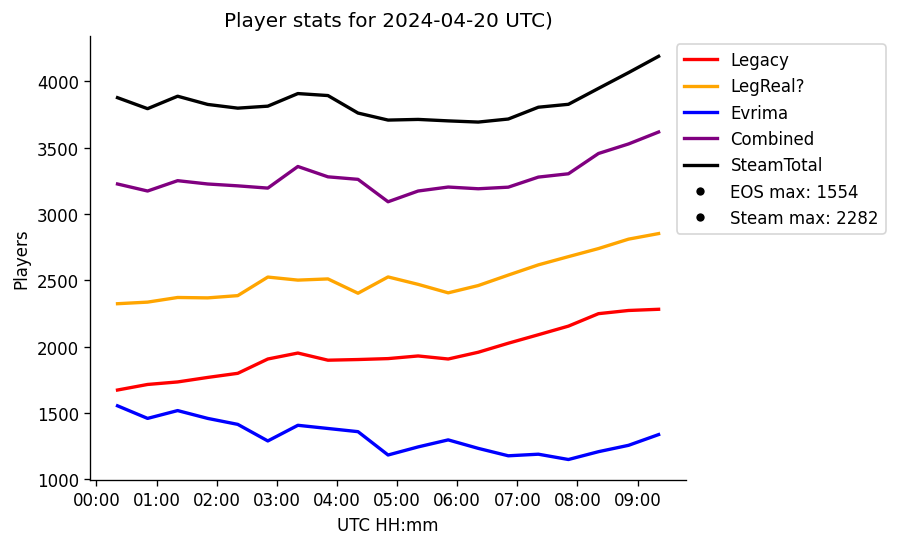 Player stats for 2024-04-20 UTC)
Players
4000
3500
3000
2500
2000
1500
1000
00:00 01:00 02:00 03:00 04:00 05:00 06:00 07:00 08:00 09:00
UTC HH:mm
Legacy
LegReal?
Evrima
Combined
SteamTotal
EOS max: 1554
Steam max: 2282